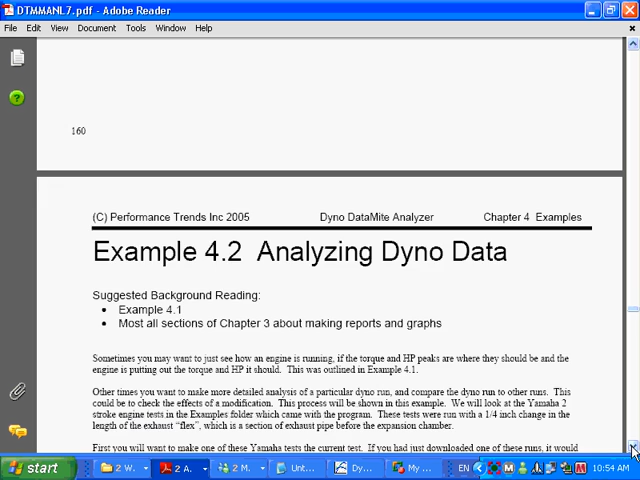 DTMMANL7.pdf - Adobe Reader
File Edit View Document Tools Window Help
160
(C) Performance Trends Inc 2005 Dyno DataMite Analyzer Chapter 4 Examples
Example 4.2 Analyzing Dyno Data
Suggested Background Reading:
• Example 4.1
• Most all sections of Chapter 3 about making reports and graphs
Sometimes you may want to just see how an engine is running, if the torque and HP peaks are where they should be and the
engine is putting out the torque and HP it should. This was outlined in Example 4.1.
Other times you want to make more detailed analysis of a particular dyno run, and compare the dyno run to other runs. This
could be to check the effects of a modification. This process will be shown in this example. We will look at the Yamaha 2
stroke engine tests in the Examples folder which came with the program. These tests were run with a 1/4 inch change in the
length of the exhaust "flex", which is a section of exhaust pipe before the expansion chamber.
First you will want to make one of these Yamaha tests the current test. If you had just downloaded one of these runs, it would
start 2 W. 2 A. 2 M. Unt... Dy... My ... EN 10:54 AM